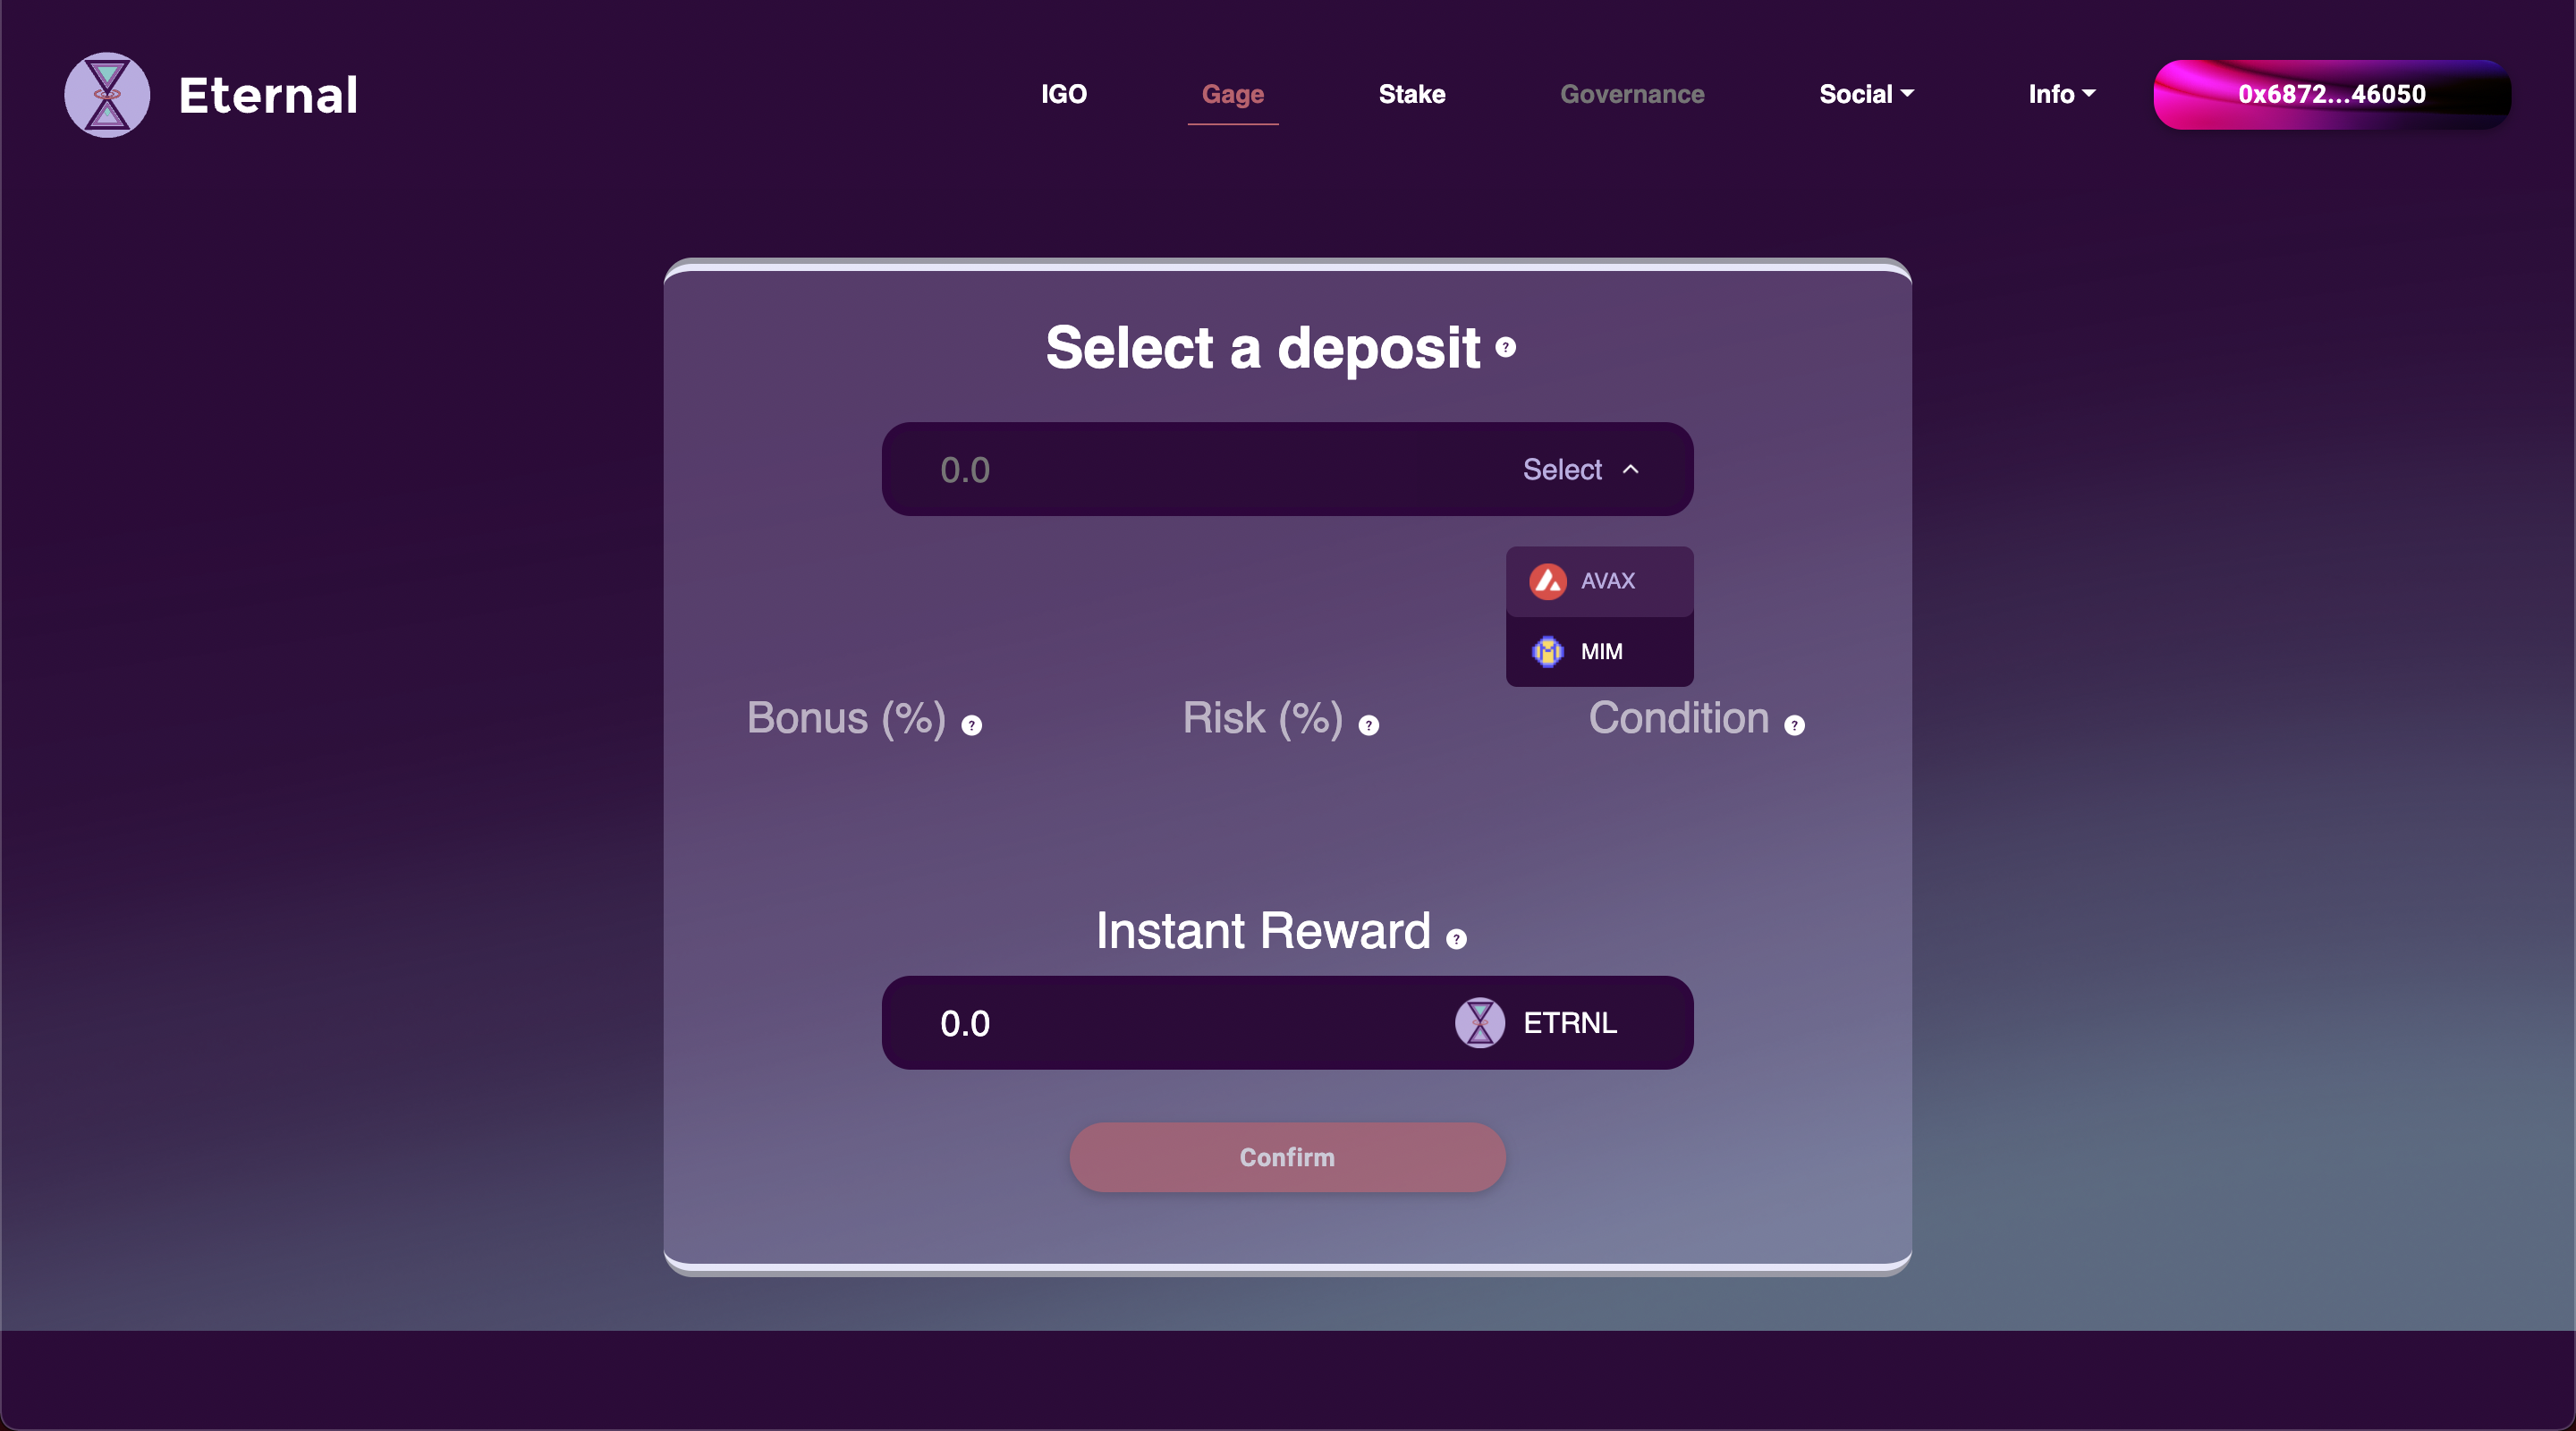 Eternal
IGO
Gage
Stake
Governance
Social
Info
0x6872...46050
Select a deposit ?
0.0
Select
AVAX
MIM
Bonus (%) ?
Risk (%) ?
Condition ?
Instant Reward ?
0.0
ETRNL
Confirm